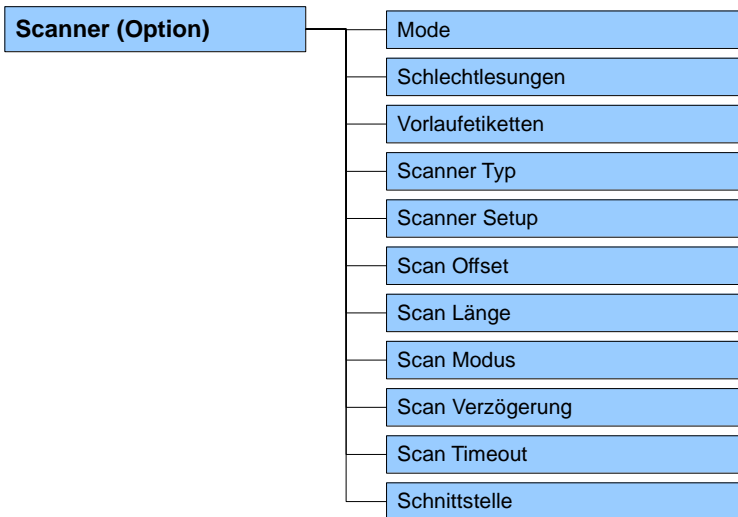 Scanner (Option)
Mode
Schlechtlesungen
Vorlaufetiketten
Scanner Typ
Scanner Setup
Scan Offset
Scan Länge
Scan Modus
Scan Verzögerung
Scan Timeout
Schnittstelle